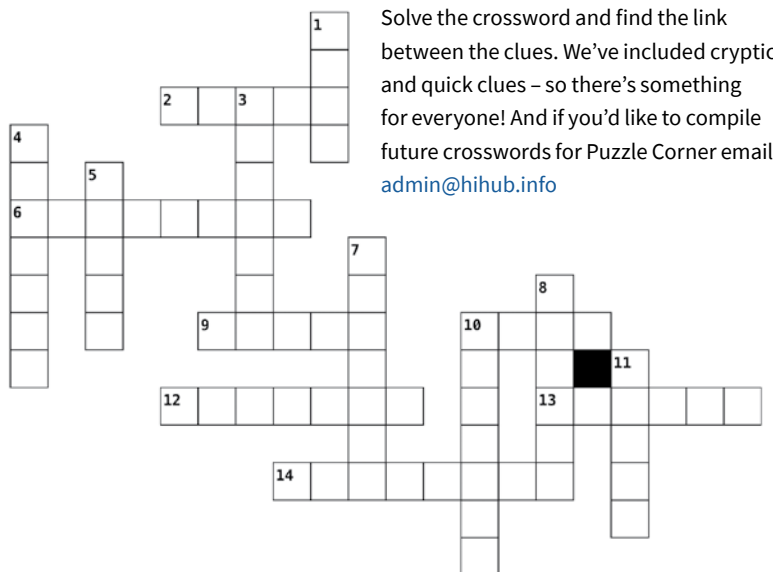 Solve the crossword and find the link
between the clues. We've included cryptic
and quick clues – so there's something
for everyone! And if you'd like to compile
future crosswords for Puzzle Corner email
admin@hihub.info
1
2 3
4
5
6
7
8
9 10
11
12 13
14